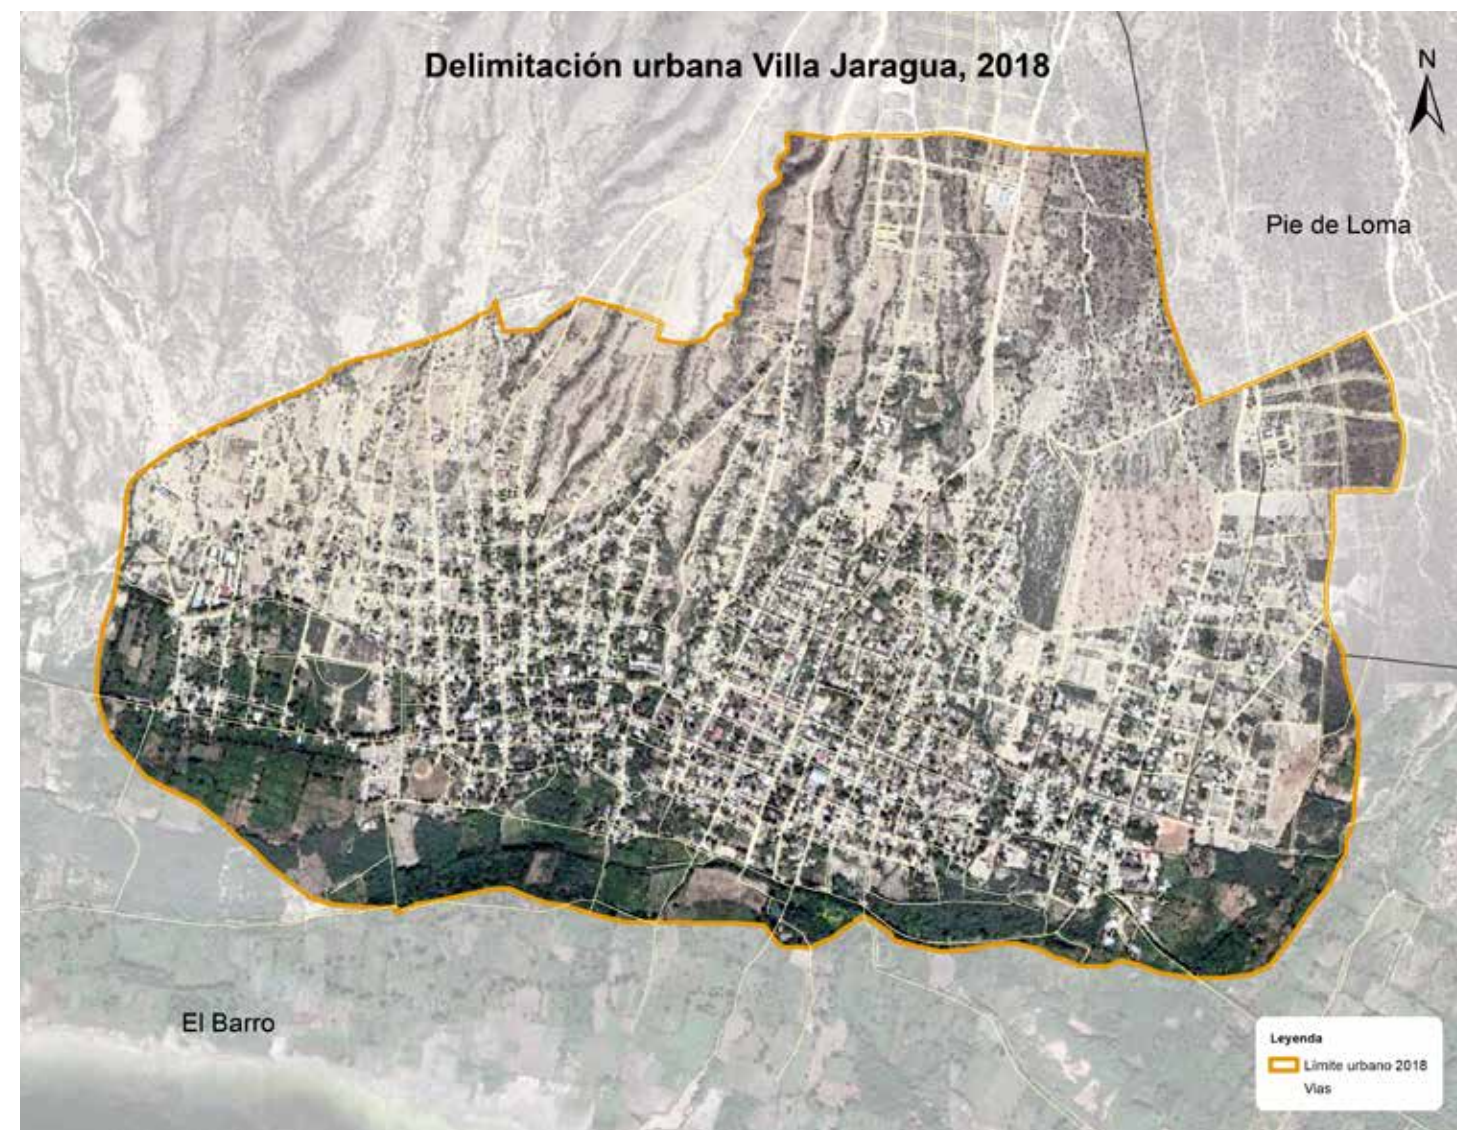 Delimitación urbana Villa Jaragua, 2018
N
Pie de Loma
El Barro
Leyenda
Límite urbano 2018
Vías